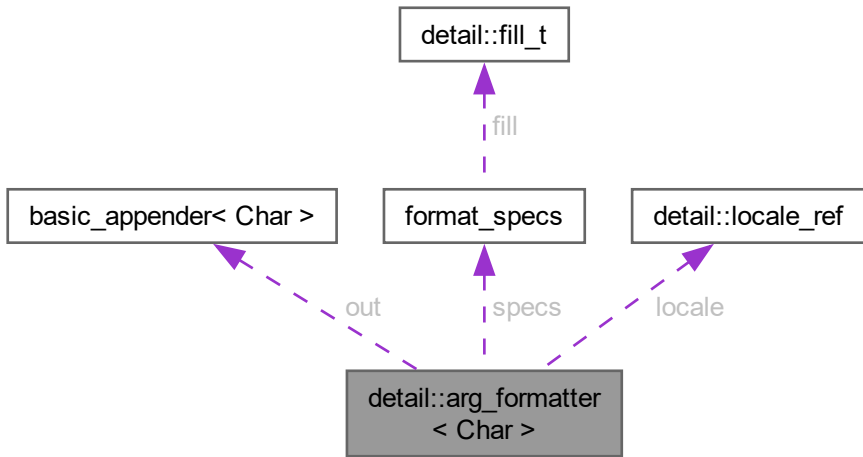 detail::fill_t
fill
basic_appender< Char >
format_specs
detail::locale_ref
out
specs
locale
detail::arg_formatter
< Char >